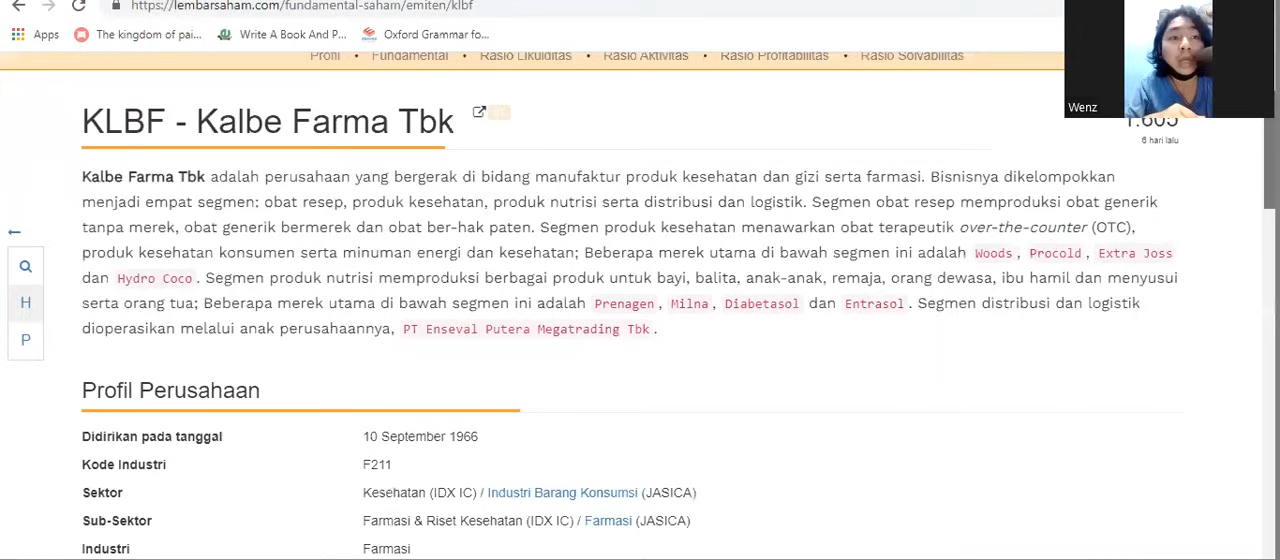 https://lembarsaham.com/fundamental-saham/emiten/klbf
Apps The kingdom of pai... Write A Book And P... Oxford Grammar fo...
Profil • Fundamental • Rasio Likuiditas • Rasio Aktivitas • Rasio Profitabilitas • Rasio Solvabilitas
Wenz
KLBF - Kalbe Farma Tbk
1.605
6 hari lalu
Kalbe Farma Tbk adalah perusahaan yang bergerak di bidang manufaktur produk kesehatan dan gizi serta farmasi. Bisnisnya dikelompokkan
menjadi empat segmen: obat resep, produk kesehatan, produk nutrisi serta distribusi dan logistik. Segmen obat resep memproduksi obat generik
tanpa merek, obat generik bermerek dan obat ber-hak paten. Segmen produk kesehatan menawarkan obat terapeutik over-the-counter (OTC),
produk kesehatan konsumen serta minuman energi dan kesehatan; Beberapa merek utama di bawah segmen ini adalah Woods, Procold, Extra Joss
dan Hydro Coco. Segmen produk nutrisi memproduksi berbagai produk untuk bayi, balita, anak-anak, remaja, orang dewasa, ibu hamil dan menyusui
serta orang tua; Beberapa merek utama di bawah segmen ini adalah Prenagen, Milna, Diabetasol dan Entrasol. Segmen distribusi dan logistik
dioperasikan melalui anak perusahaannya, PT Enseval Putera Megatrading Tbk.
H
P
Profil Perusahaan
Didirikan pada tanggal 10 September 1966
Kode Industri F211
Sektor Kesehatan (IDX IC) / Industri Barang Konsumsi (JASICA)
Sub-Sektor Farmasi & Riset Kesehatan (IDX IC) / Farmasi (JASICA)
Industri Farmasi